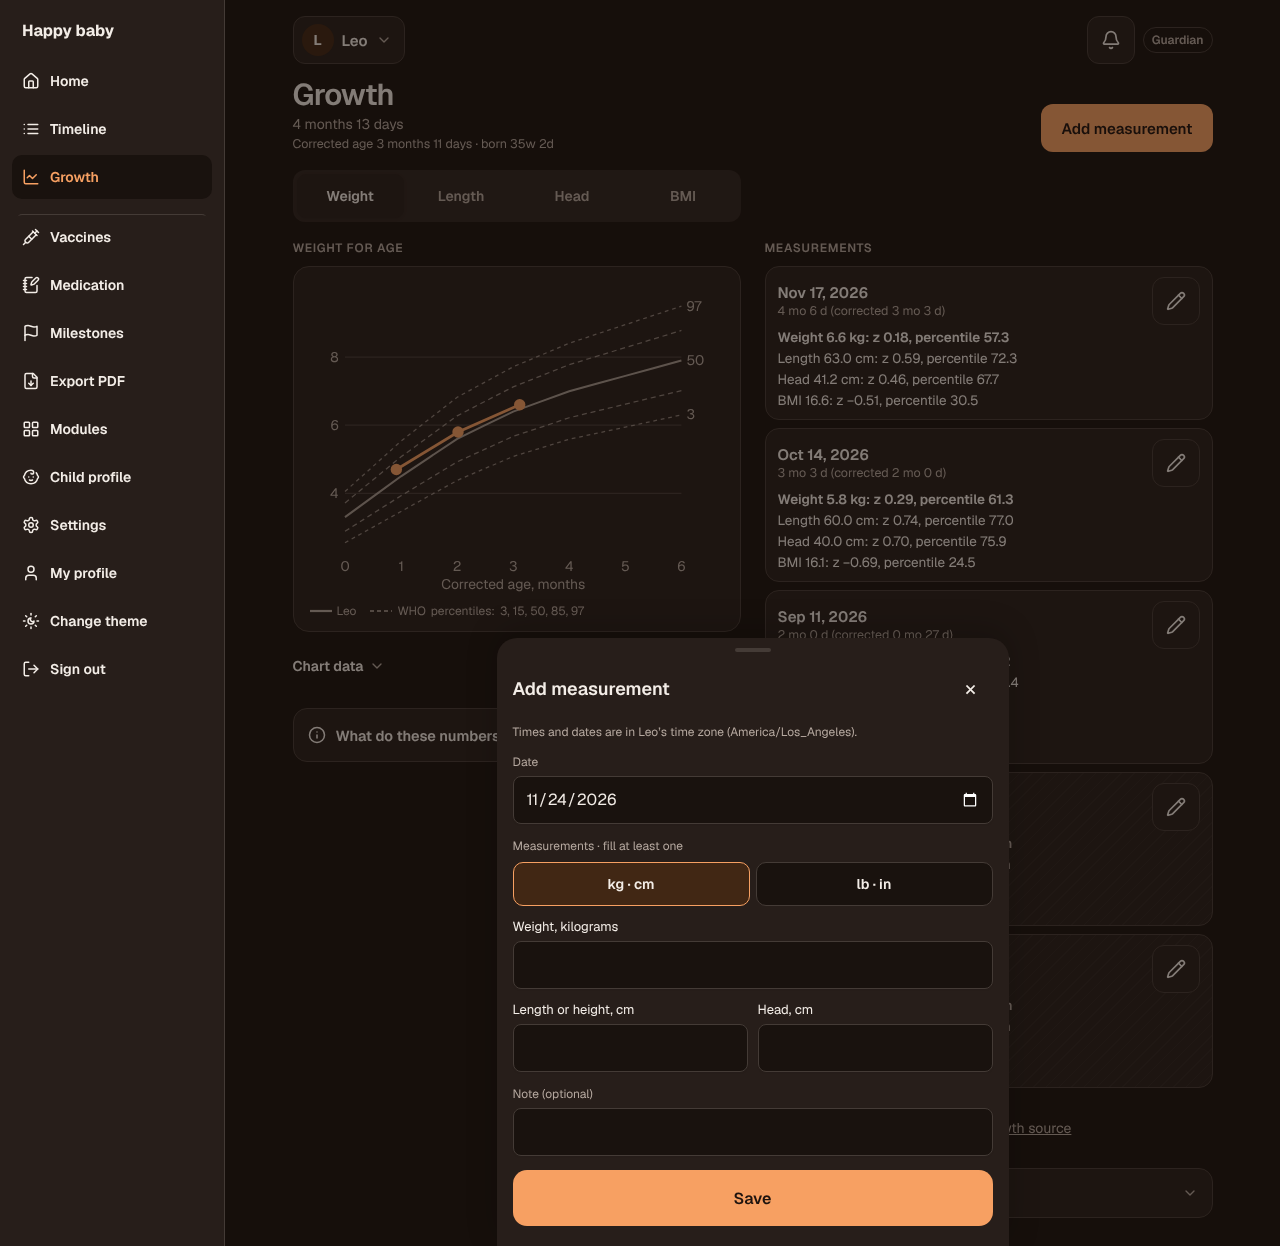 Happy baby
Home
Timeline
Growth
Vaccines
Medication
Milestones
Export PDF
Modules
Child profile
Settings
My profile
Change theme
Sign out
L Leo
Guardian
Growth
4 months 13 days
Corrected age 3 months 11 days · born 35w 2d
Add measurement
Weight Length Head BMI
WEIGHT FOR AGE
97
8
50
6
3
4
0 1 2 3 4 5 6
Corrected age, months
Leo WHO percentiles: 3, 15, 50, 85, 97
Chart data
What do these numbers
MEASUREMENTS
Nov 17, 2026
4 mo 6 d (corrected 3 mo 3 d)
Weight 6.6 kg: z 0.18, percentile 57.3
Length 63.0 cm: z 0.59, percentile 72.3
Head 41.2 cm: z 0.46, percentile 67.7
BMI 16.6: z −0.51, percentile 30.5
Oct 14, 2026
3 mo 3 d (corrected 2 mo 0 d)
Weight 5.8 kg: z 0.29, percentile 61.3
Length 60.0 cm: z 0.74, percentile 77.0
Head 40.0 cm: z 0.70, percentile 75.9
BMI 16.1: z −0.69, percentile 24.5
Sep 11, 2026
2 mo 0 d (corrected 0 mo 27 d)
source
Add measurement
Times and dates are in Leo's time zone (America/Los_Angeles).
Date
11/24/2026
Measurements · fill at least one
kg · cm
lb · in
Weight, kilograms
Length or height, cm
Head, cm
Note (optional)
Save